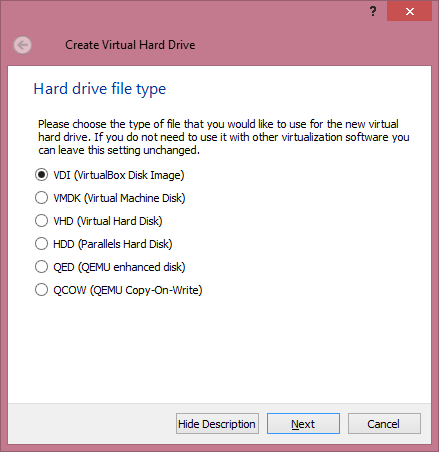 ?
Create Virtual Hard Drive
Hard drive file type
Please choose the type of file that you would like to use for the new virtual
hard drive. If you do not need to use it with other virtualization software you
can leave this setting unchanged.
VDI (VirtualBox Disk Image)
VMDK (Virtual Machine Disk)
VHD (Virtual Hard Disk)
HDD (Parallels Hard Disk)
QED (QEMU enhanced disk)
QCOW (QEMU Copy-On-Write)
Hide Description Next Cancel